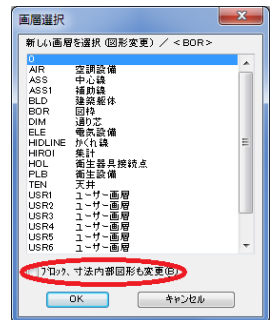 画層選択
新しい画層を選択 (図形変更) ／ <BOR>
0
AIR 空調設備
ASS 中心線
ASS1 補助線
BLD 建築躯体
BOR 図枠
DIM 通り芯
ELE 電気設備
HIDLINE かくれ線
HIROI 集計
HOL 衛生器具接続点
PLB 衛生設備
TEN 天井
USR1 ユーザー画層
USR2 ユーザー画層
USR3 ユーザー画層
USR4 ユーザー画層
USR5 ユーザー画層
USR6 ユーザー画層
ブロック、寸法内部図形も変更(B)
OK キャンセル